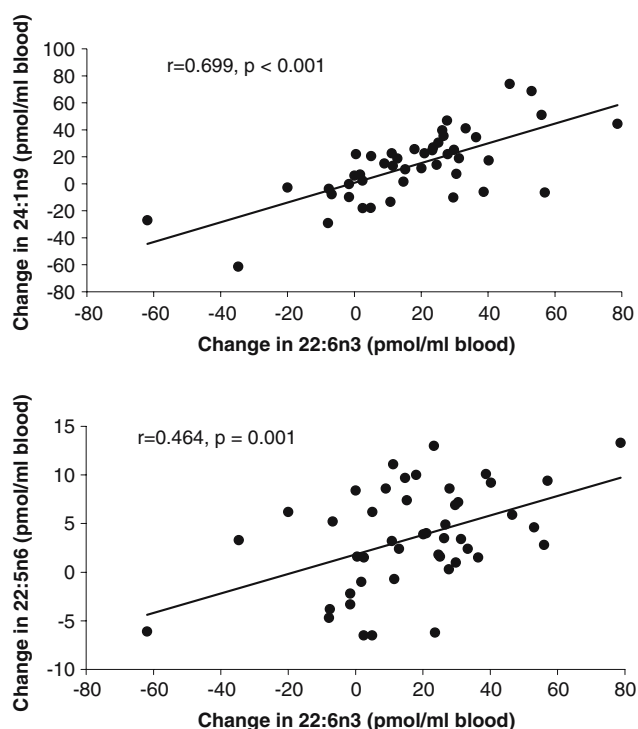 100
80
60
40
20
0
-20
-40
-60
-80
r=0.699, p < 0.001
Change in 24:1n9 (pmol/ml blood)
-80 -60 -40 -20 0 20 40 60 80
Change in 22:6n3 (pmol/ml blood)
15
10
5
0
-5
-10
r=0.464, p = 0.001
Change in 22:5n6 (pmol/ml blood)
-80 -60 -40 -20 0 20 40 60 80
Change in 22:6n3 (pmol/ml blood)